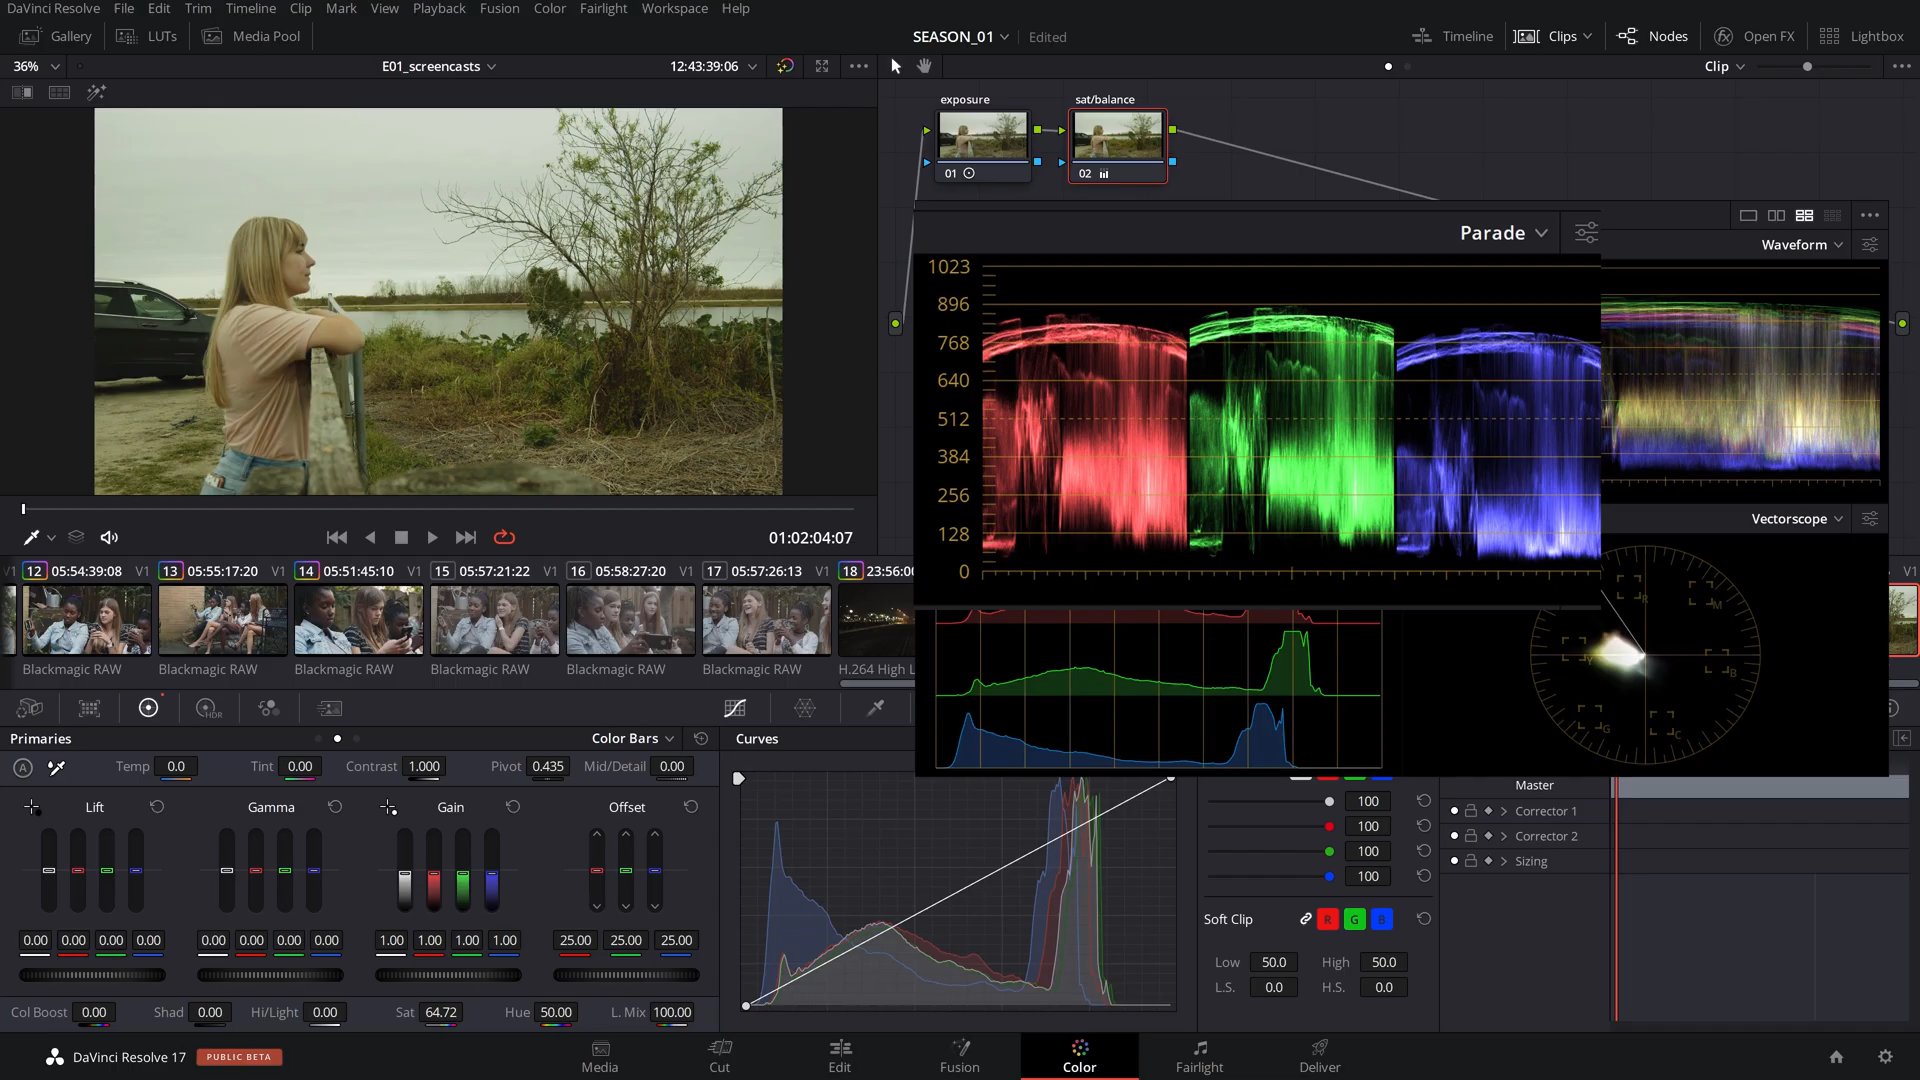 DaVinci Resolve File Edit Trim Timeline Clip Mark View Playback Fusion Color Fairlight Workspace Help
Gallery LUTs Media Pool SEASON_01 Edited Timeline Clips Nodes Open FX Lightbox
36% E01_screencasts 12:43:39:06 Clip
exposure sat/balance
01 02
Parade
Waveform
1023
896
768
640
512
384
256
128
0
Vectorscope
R M
Y B
G C
01:02:04:07
V1 12 05:54:39:08 V1 13 05:55:17:20 V1 14 05:51:45:10 V1 15 05:57:21:22 V1 16 05:58:27:20 V1 17 05:57:26:13 V1 18 23:56:00 V1
Blackmagic RAW Blackmagic RAW Blackmagic RAW Blackmagic RAW Blackmagic RAW Blackmagic RAW H.264 High L
HDR
Primaries Color Bars Curves
A Temp 0.0 Tint 0.00 Contrast 1.000 Pivot 0.435 Mid/Detail 0.00
Lift Gamma Gain Offset
0.00 0.00 0.00 0.00 0.00 0.00 0.00 0.00 1.00 1.00 1.00 1.00 25.00 25.00 25.00
Col Boost 0.00 Shad 0.00 Hi/Light 0.00 Sat 64.72 Hue 50.00 L. Mix 100.00
100
100
100
100
Soft Clip R G B
Low 50.0 High 50.0
L.S. 0.0 H.S. 0.0
Master
Corrector 1
Corrector 2
Sizing
DaVinci Resolve 17 PUBLIC BETA
Media Cut Edit Fusion Color Fairlight Deliver